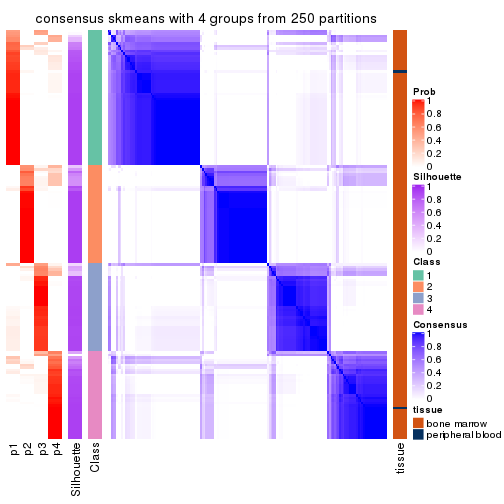 consensus skmeans with 4 groups from 250 partitions
Prob
1
0.8
0.6
0.4
0.2
0
Silhouette
1
0.8
0.6
0.4
0.2
0
Class
1
2
3
4
Consensus
1
0.8
0.6
0.4
0.2
0
tissue
bone marrow
peripheral blood
p1
p2
p3
p4
Silhouette
Class
tissue